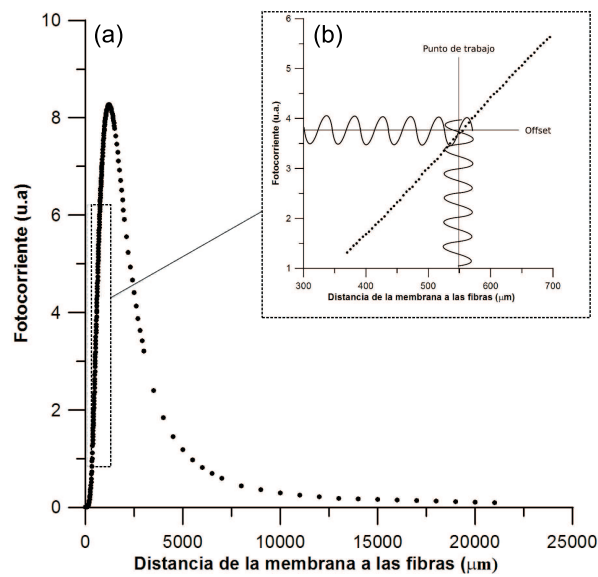 (a)
10
8
6
4
2
0
Fotocorriente (u.a)
0
5000
10000
15000
20000
25000
Distancia de la membrana a las fibras (μm)
(b)
6
5
4
3
2
1
Fotocorriente (u.a.)
Punto de trabajo
Offset
300
400
500
600
700
Distancia de la membrana a las fibras (μm)